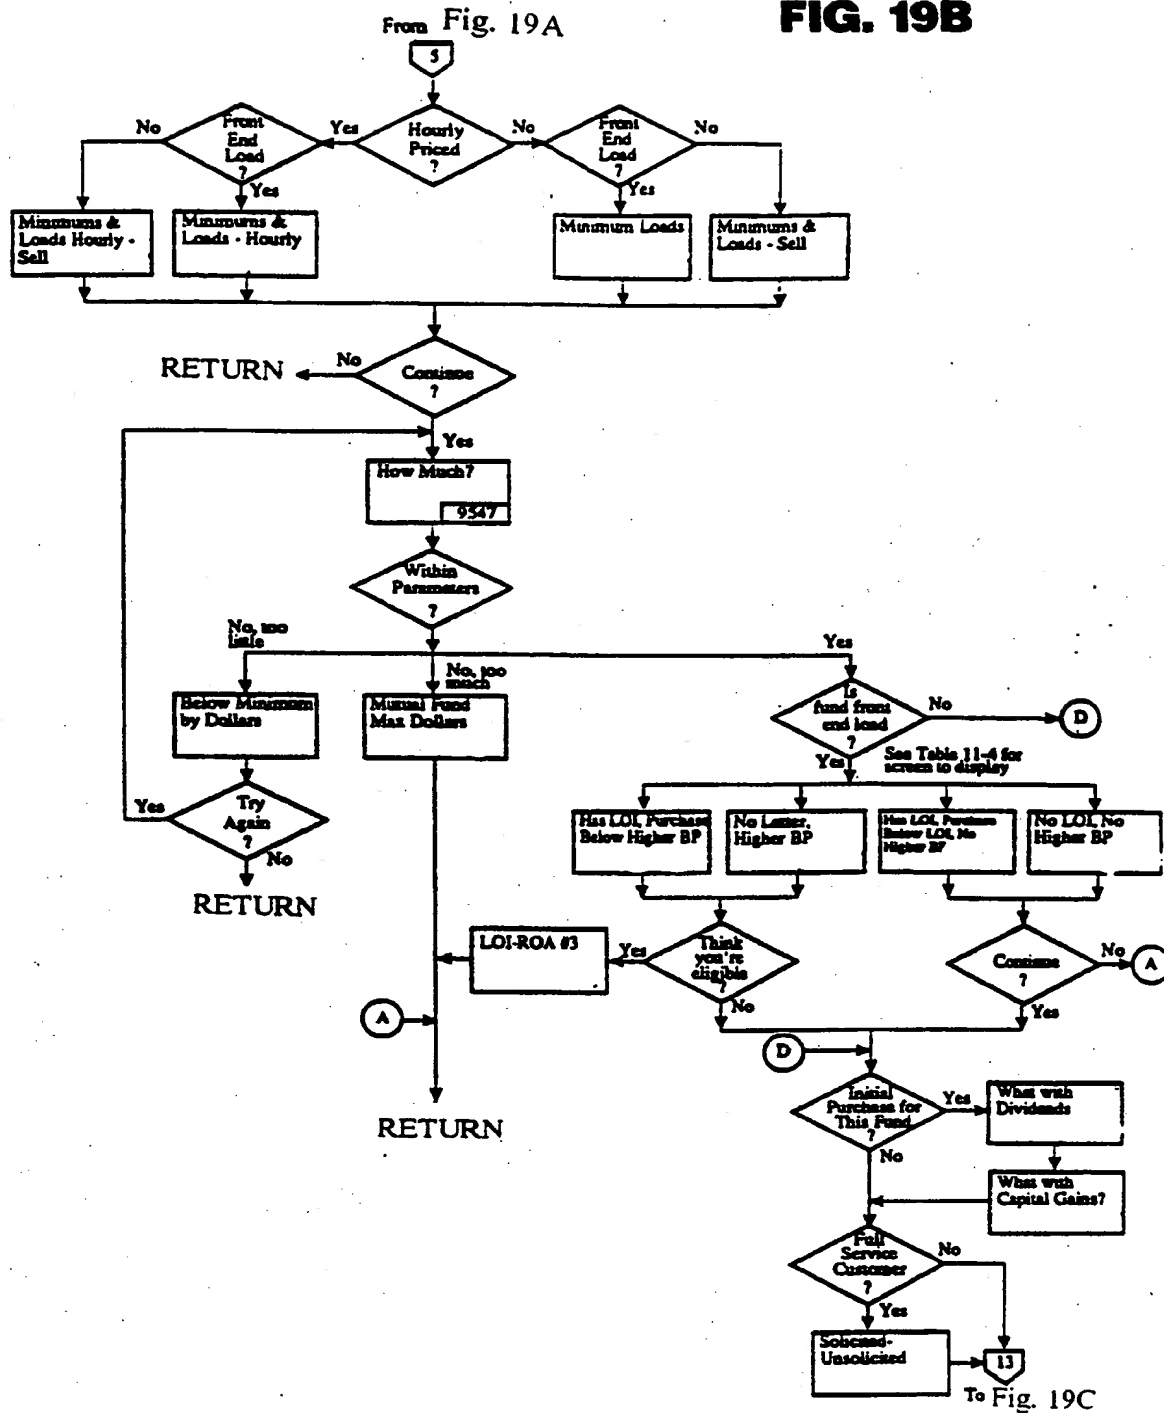 FIG. 19B
From Fig. 19A
5
No
Front
End
Load
?
Yes
Hourly
Priced
?
No
Front
End
Load
?
No
Yes
Yes
Minimums &
Loads Hourly -
Sell
Minimums &
Loads - Hourly
Minimum Loads
Minimums &
Loads - Sell
RETURN
No
Continue
?
Yes
How Much?
9547
Within
Parameters
?
No, too
little
No, too
much
Yes
Below Minimum
by Dollars
Mutual Fund
Max Dollars
Is
fund front
end load
?
No
D
Yes
See Table 11-4 for
screen to display
Yes
Try
Again
?
No
RETURN
Has LOI, Purchase
Below Higher BP
No Letter,
Higher BP
Has LOI, Purchase
Below LOI, No
Higher BP
No LOI, No
Higher BP
LOI-ROA #3
Yes
Think
you're
eligible
?
No
Continue
?
No
A
Yes
A
D
RETURN
Initial
Purchase for
This Fund
?
Yes
What with
Dividends
No
What with
Capital Gains?
Full
Service
Customer
?
No
Yes
Solicited-
Unsolicited
13
To Fig. 19C